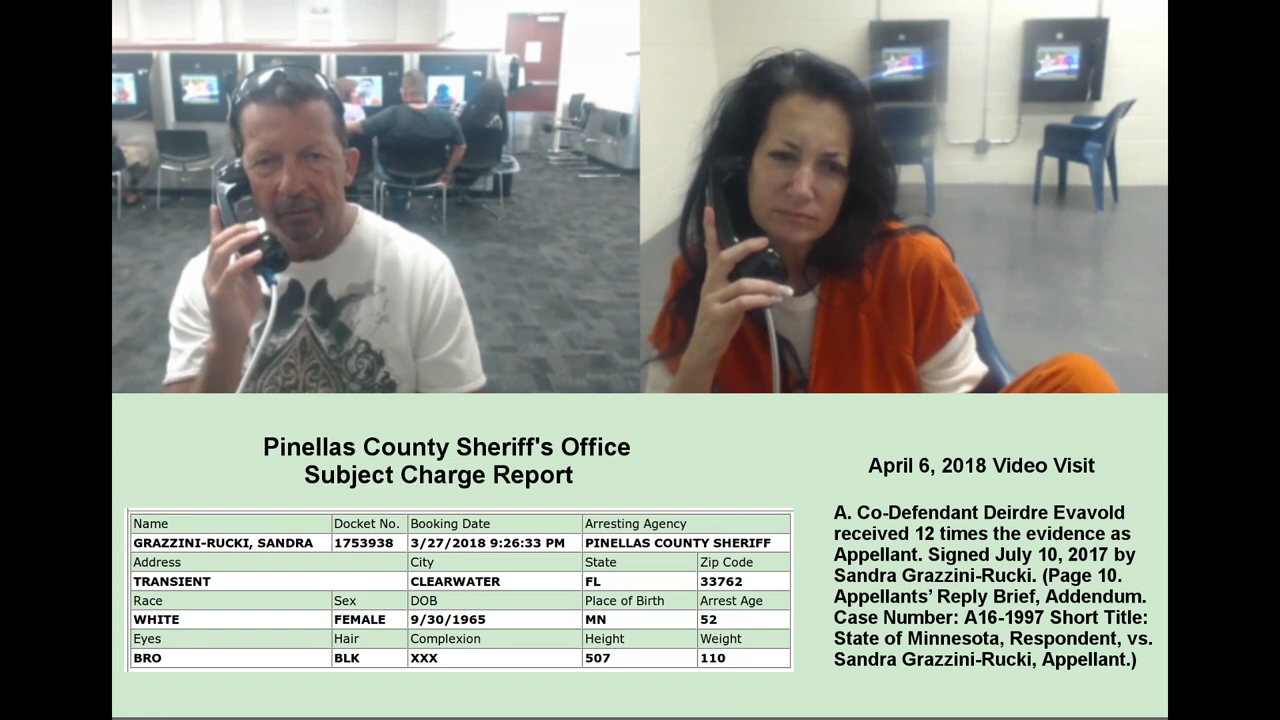 Pinellas County Sheriff's Office
Subject Charge Report
Name Docket No. Booking Date Arresting Agency
GRAZZINI-RUCKI, SANDRA 1753938 3/27/2018 9:26:33 PM PINELLAS COUNTY SHERIFF
Address City State Zip Code
TRANSIENT CLEARWATER FL 33762
Race Sex DOB Place of Birth Arrest Age
WHITE FEMALE 9/30/1965 MN 52
Eyes Hair Complexion Height Weight
BRO BLK XXX 507 110
April 6, 2018 Video Visit
A. Co-Defendant Deirdre Evavold
received 12 times the evidence as
Appellant. Signed July 10, 2017 by
Sandra Grazzini-Rucki. (Page 10.
Appellants’ Reply Brief, Addendum.
Case Number: A16-1997 Short Title:
State of Minnesota, Respondent, vs.
Sandra Grazzini-Rucki, Appellant.)